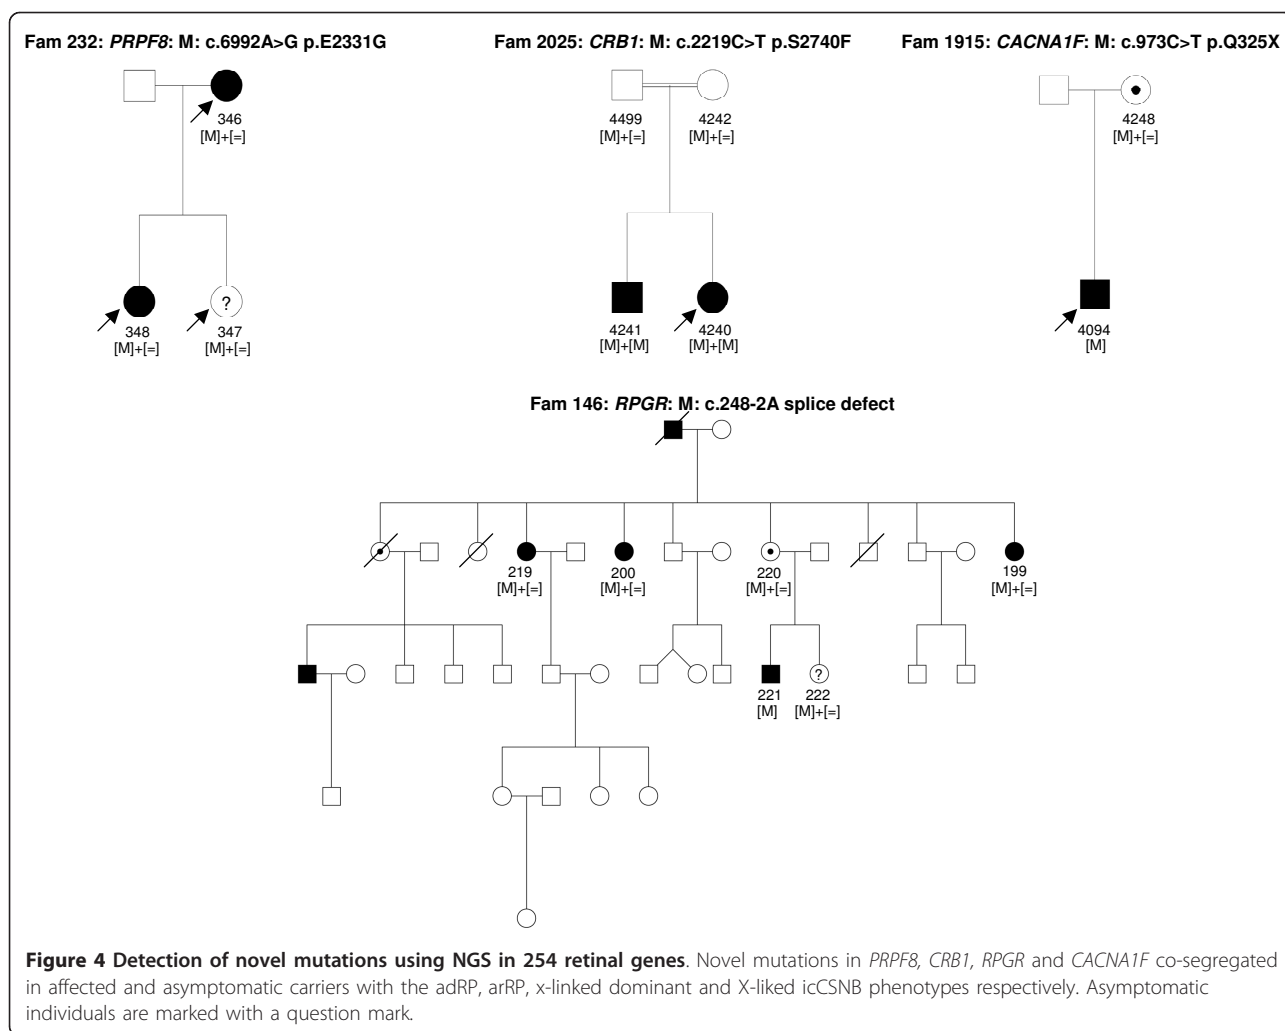 Fam 232: PRPF8: M: c.6992A>G p.E2331G
Fam 2025: CRB1: M: c.2219C>T p.S2740F
Fam 1915: CACNA1F: M: c.973C>T p.Q325X
346
[M]+[=]
4499
[M]+[=]
4242
[M]+[=]
4248
[M]+[=]
?
348
[M]+[=]
347
[M]+[=]
4241
[M]+[M]
4240
[M]+[M]
4094
[M]
Fam 146: RPGR: M: c.248-2A splice defect
219
[M]+[=]
200
[M]+[=]
220
[M]+[=]
199
[M]+[=]
?
221
[M]
222
[M]+[=]
Figure 4 Detection of novel mutations using NGS in 254 retinal genes. Novel mutations in PRPF8, CRB1, RPGR and CACNA1F co-segregated
in affected and asymptomatic carriers with the adRP, arRP, x-linked dominant and X-liked icCSNB phenotypes respectively. Asymptomatic
individuals are marked with a question mark.